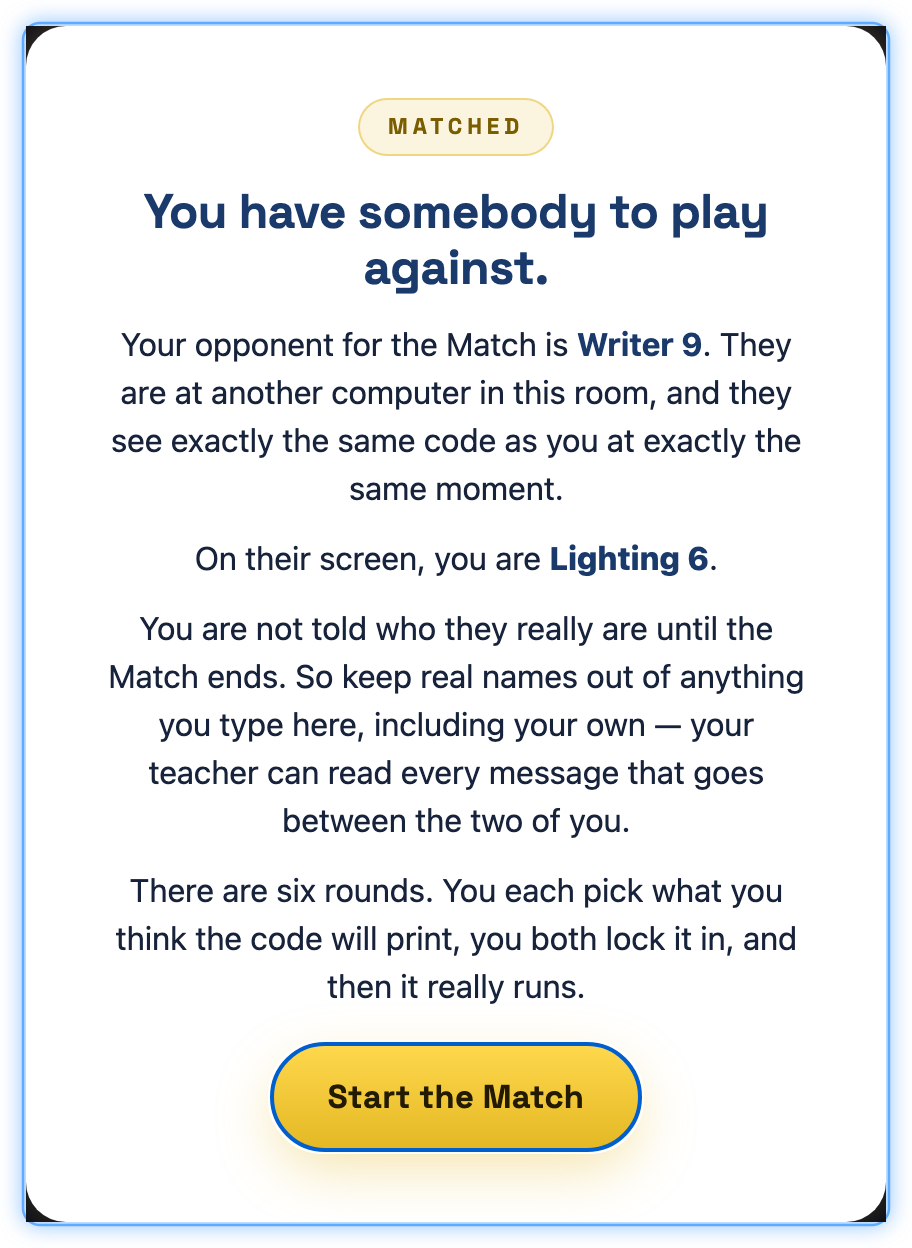 MATCHED
You have somebody to play
against.
Your opponent for the Match is Writer 9. They
are at another computer in this room, and they
see exactly the same code as you at exactly the
same moment.
On their screen, you are Lighting 6.
You are not told who they really are until the
Match ends. So keep real names out of anything
you type here, including your own — your
teacher can read every message that goes
between the two of you.
There are six rounds. You each pick what you
think the code will print, you both lock it in, and
then it really runs.
Start the Match